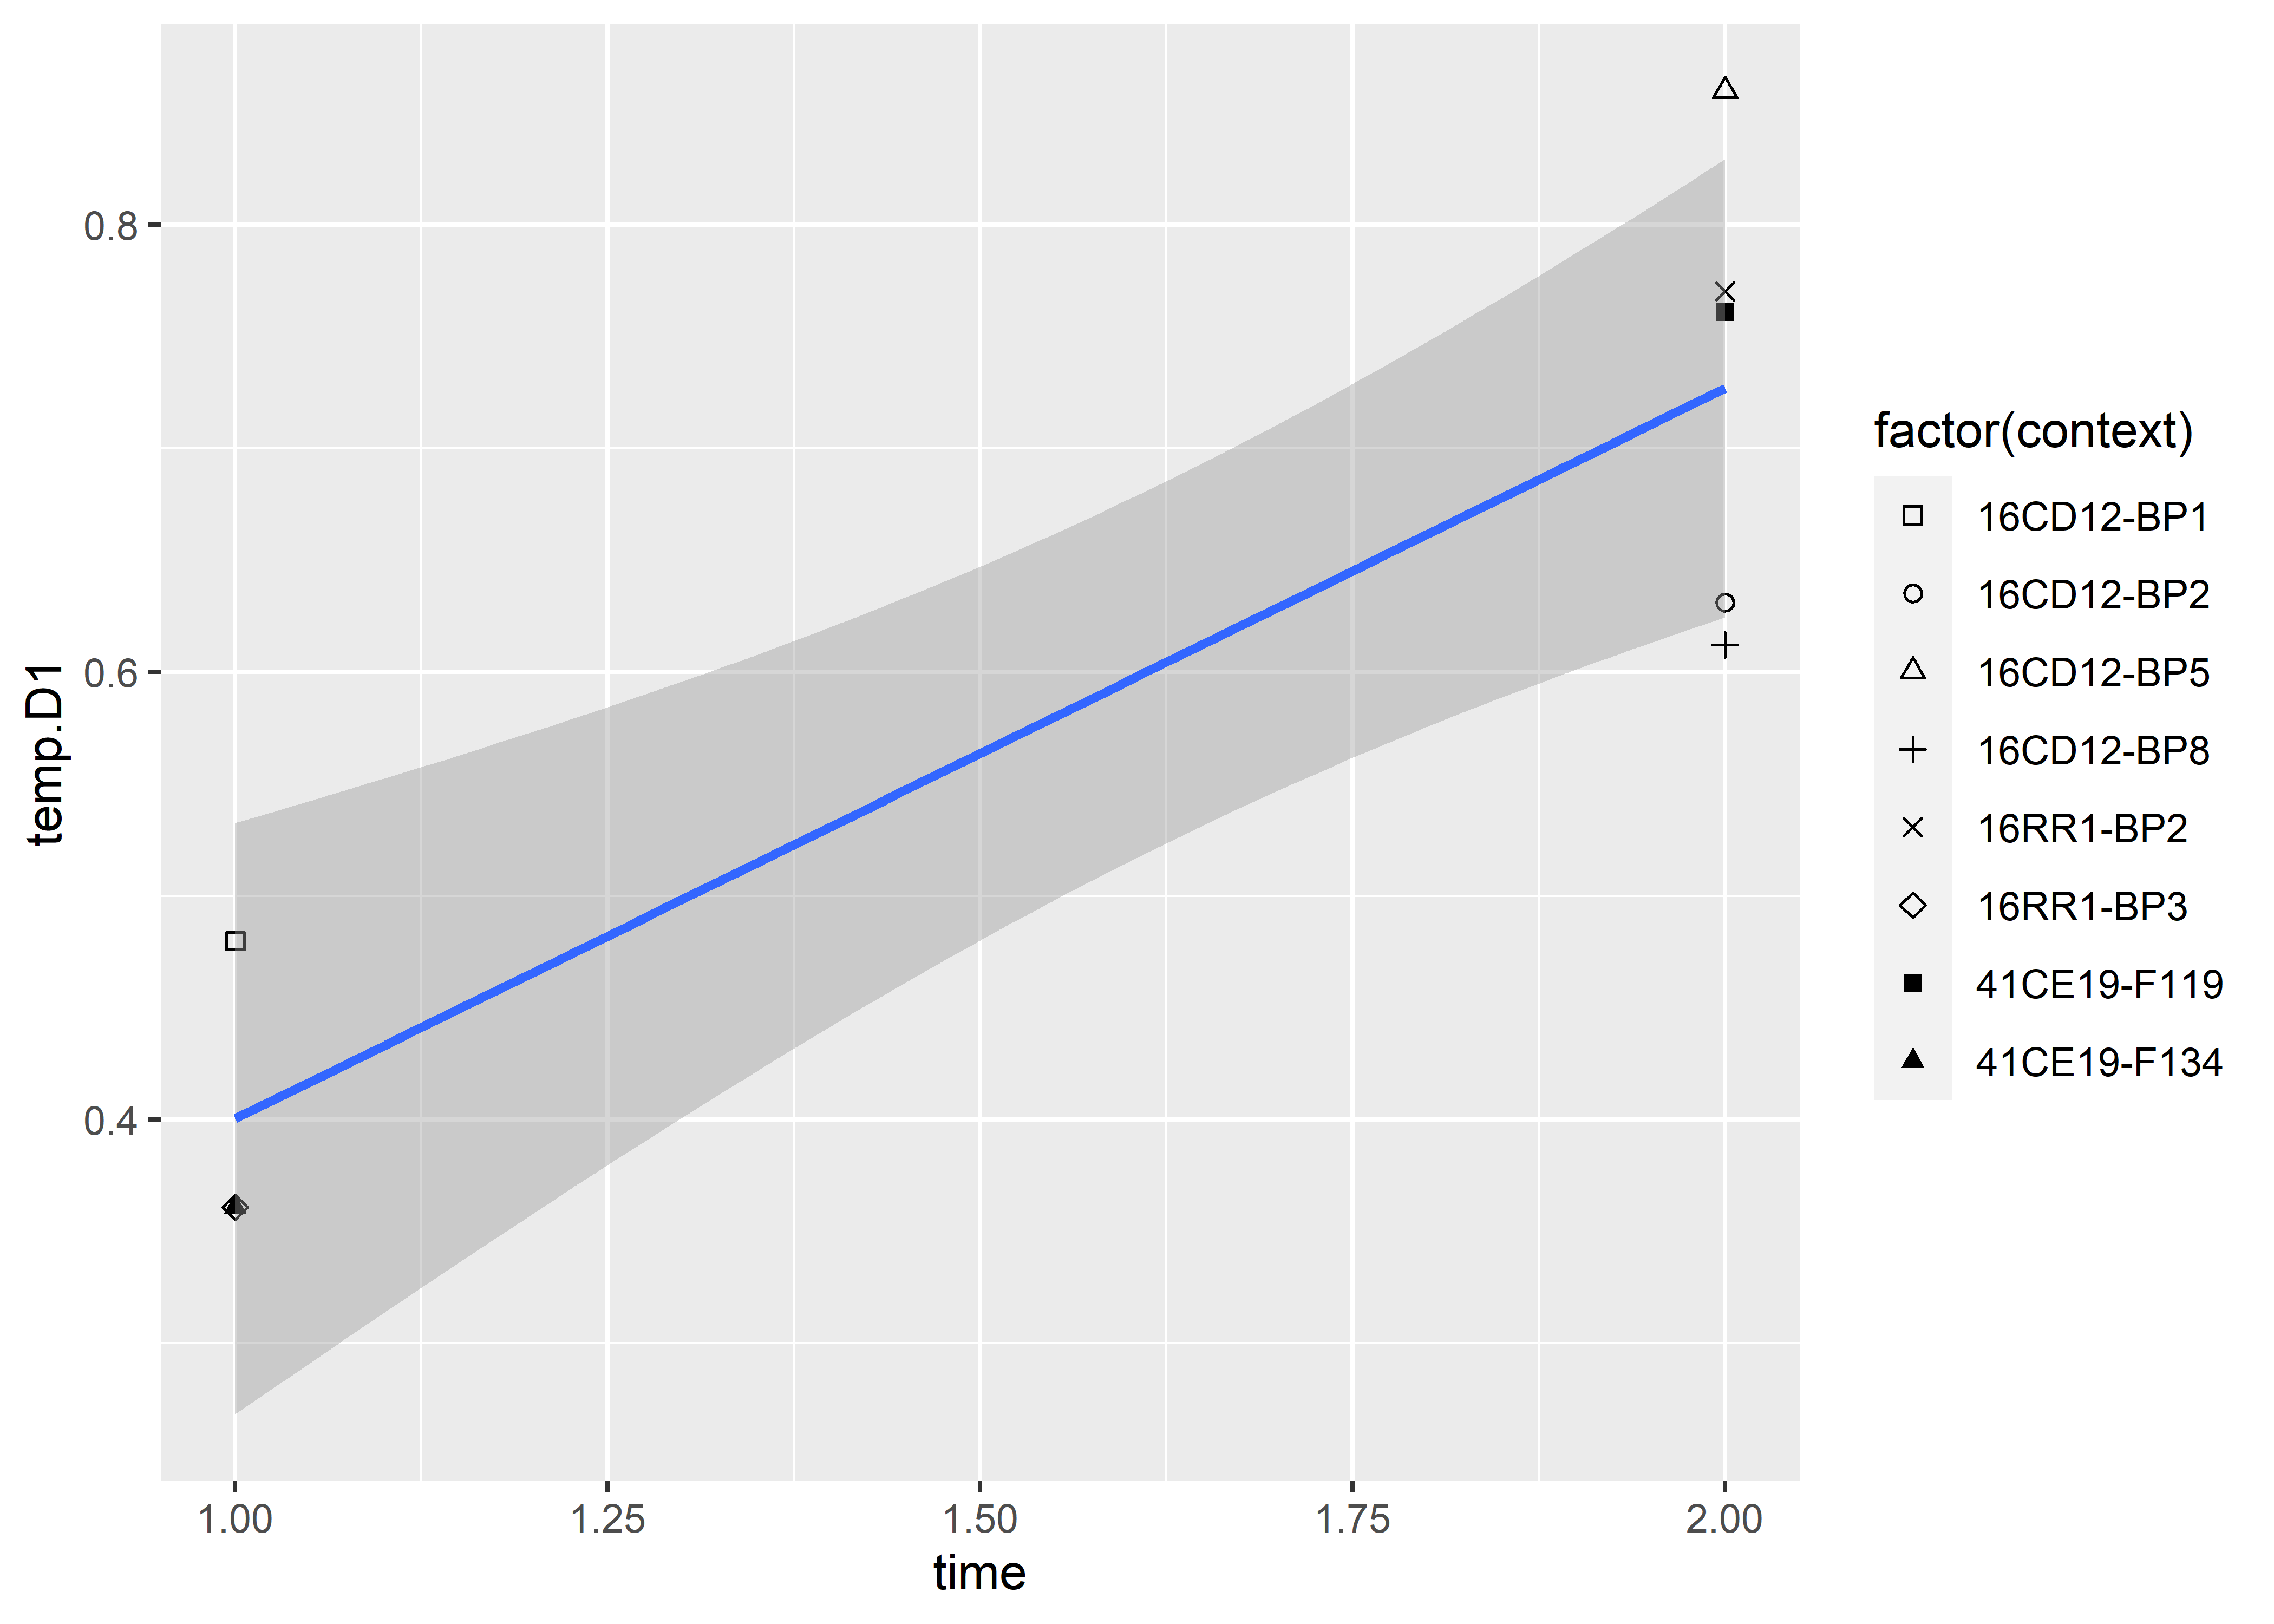 0.8
0.6
0.4
temp.D1
1.00 1.25 1.50 1.75 2.00
time
factor(context)
16CD12-BP1
16CD12-BP2
16CD12-BP5
16CD12-BP8
16RR1-BP2
16RR1-BP3
41CE19-F119
41CE19-F134